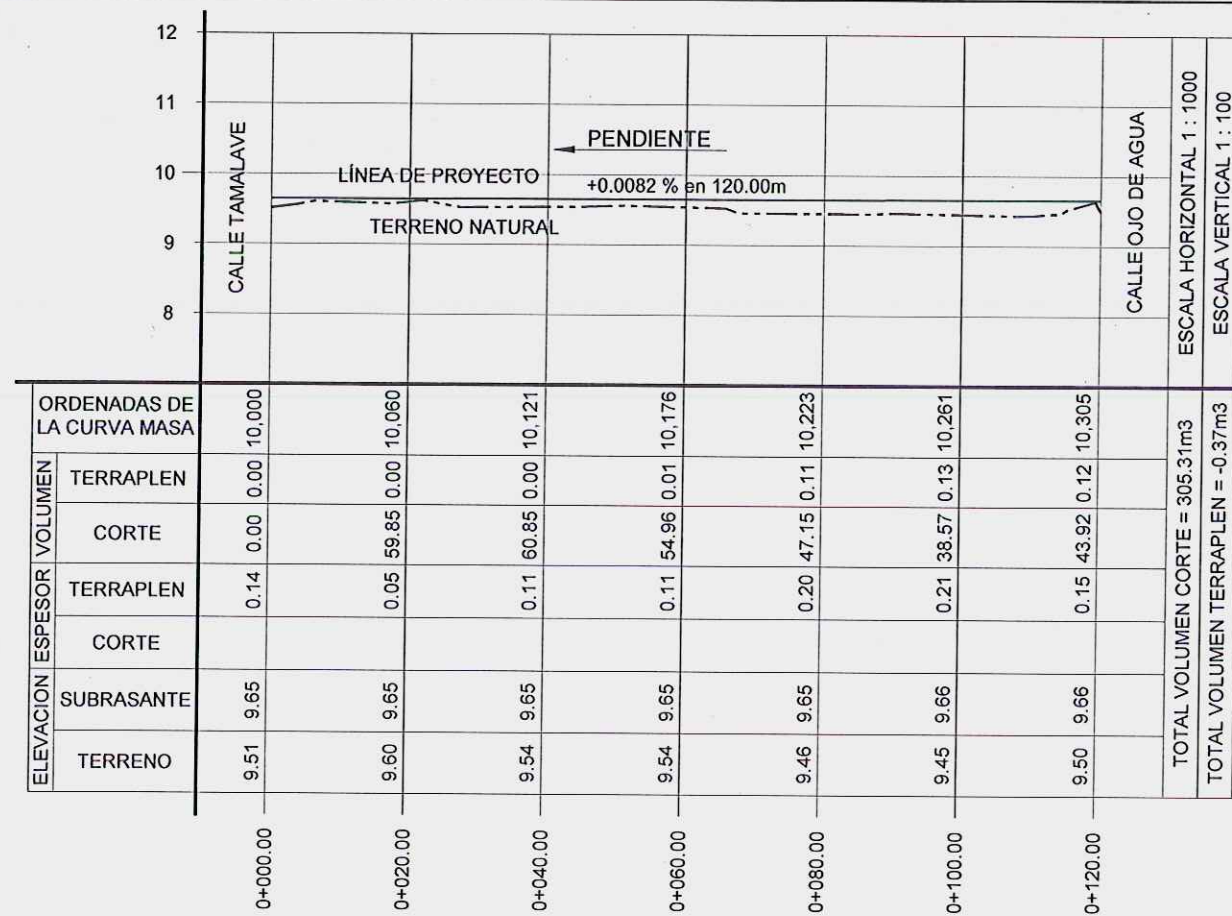 12
11
10
9
8
CALLE TAMALAVE
PENDIENTE
LÍNEA DE PROYECTO
+0.0082 % en 120.00m
TERRENO NATURAL
CALLE OJO DE AGUA
ESCALA HORIZONTAL 1 : 1000
ESCALA VERTICAL 1 : 100
ORDENADAS DE
LA CURVA MASA
10,000
10,060
10,121
10,176
10,223
10,261
10,305
VOLUMEN
TERRAPLEN
0.00
0.00
0.00
0.01
0.11
0.13
0.12
CORTE
0.00
59.85
60.85
54.96
47.15
38.57
43.92
ESPESOR
TERRAPLEN
0.14
0.05
0.11
0.11
0.20
0.21
0.15
CORTE
ELEVACION
SUBRASANTE
9.65
9.65
9.65
9.65
9.65
9.66
9.66
TERRENO
9.51
9.60
9.54
9.54
9.46
9.45
9.50
TOTAL VOLUMEN CORTE = 305.31m3
TOTAL VOLUMEN TERRAPLEN = -0.37m3
0+000.00
0+020.00
0+040.00
0+060.00
0+080.00
0+100.00
0+120.00